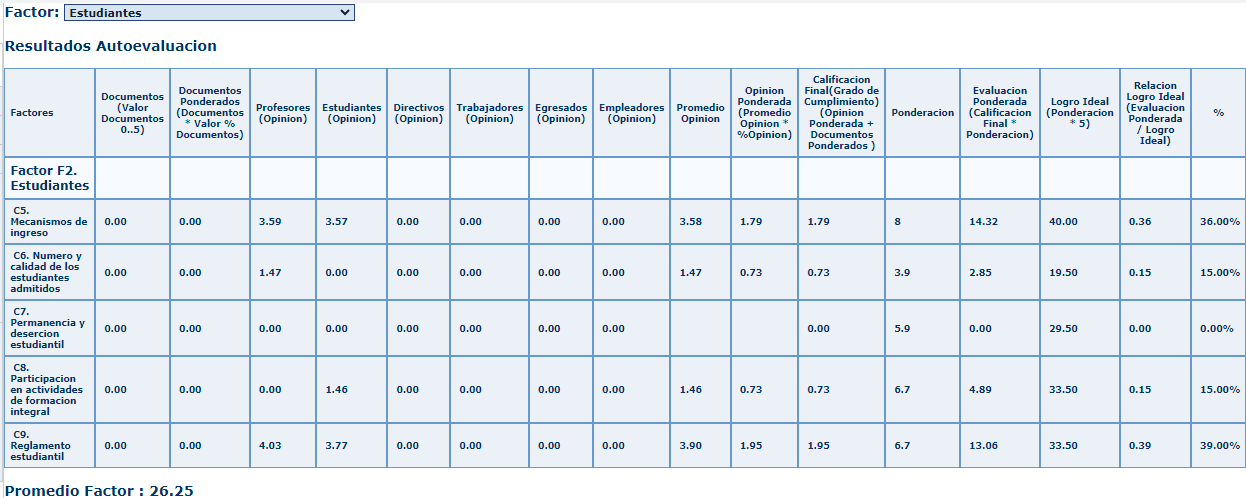 Factor: Estudiantes
Resultados Autoevaluacion
Factores
Documentos
(Valor
Documentos
0..5)
Documentos
Ponderados
(Documentos
* Valor %
Documentos)
Profesores
(Opinion)
Estudiantes
(Opinion)
Directivos
(Opinion)
Trabajadores
(Opinion)
Egresados
(Opinion)
Empleadores
(Opinion)
Promedio
Opinion
Opinion
Ponderada
(Promedio
Opinion *
%Opinion)
Calificacion
Final(Grado de
Cumplimiento)
(Opinion
Ponderada +
Documentos
Ponderados )
Ponderacion
Evaluacion
Ponderada
(Calificacion
Final *
Ponderacion)
Logro Ideal
(Ponderacion
* 5)
Relacion
Logro Ideal
(Evaluacion
Ponderada
/ Logro
Ideal)
%
Factor F2.
Estudiantes
C5.
Mecanismos de
ingreso
0.00 0.00 3.59 3.57 0.00 0.00 0.00 0.00 3.58 1.79 1.79 8 14.32 40.00 0.36 36.00%
C6. Numero y
calidad de los
estudiantes
admitidos
0.00 0.00 1.47 0.00 0.00 0.00 0.00 0.00 1.47 0.73 0.73 3.9 2.85 19.50 0.15 15.00%
C7.
Permanencia y
desercion
estudiantil
0.00 0.00 0.00 0.00 0.00 0.00 0.00 0.00 0.00 5.9 0.00 29.50 0.00 0.00%
C8.
Participacion
en actividades
de formacion
integral
0.00 0.00 0.00 1.46 0.00 0.00 0.00 0.00 1.46 0.73 0.73 6.7 4.89 33.50 0.15 15.00%
C9.
Reglamento
estudiantil
0.00 0.00 4.03 3.77 0.00 0.00 0.00 0.00 3.90 1.95 1.95 6.7 13.06 33.50 0.39 39.00%
Promedio Factor : 26.25